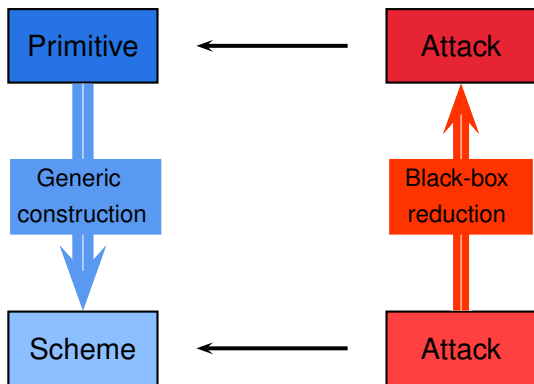 Primitive
Attack
Generic
construction
Black-box
reduction
Scheme
Attack